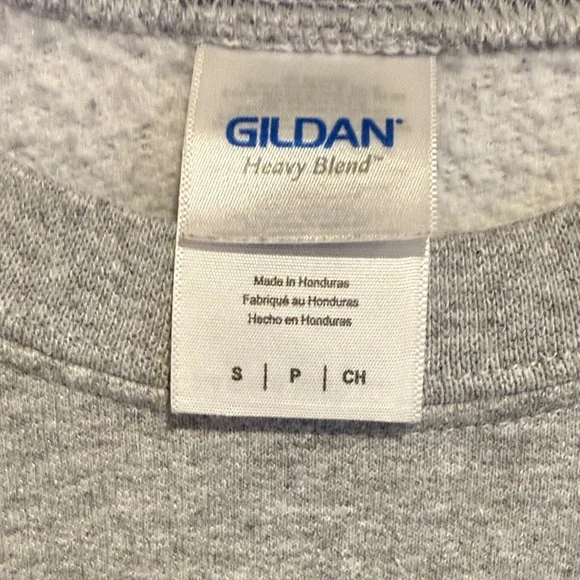 GILDAN®
Heavy Blend™
Made in Honduras
Fabriqué au Honduras
Hecho en Honduras
S | P | CH